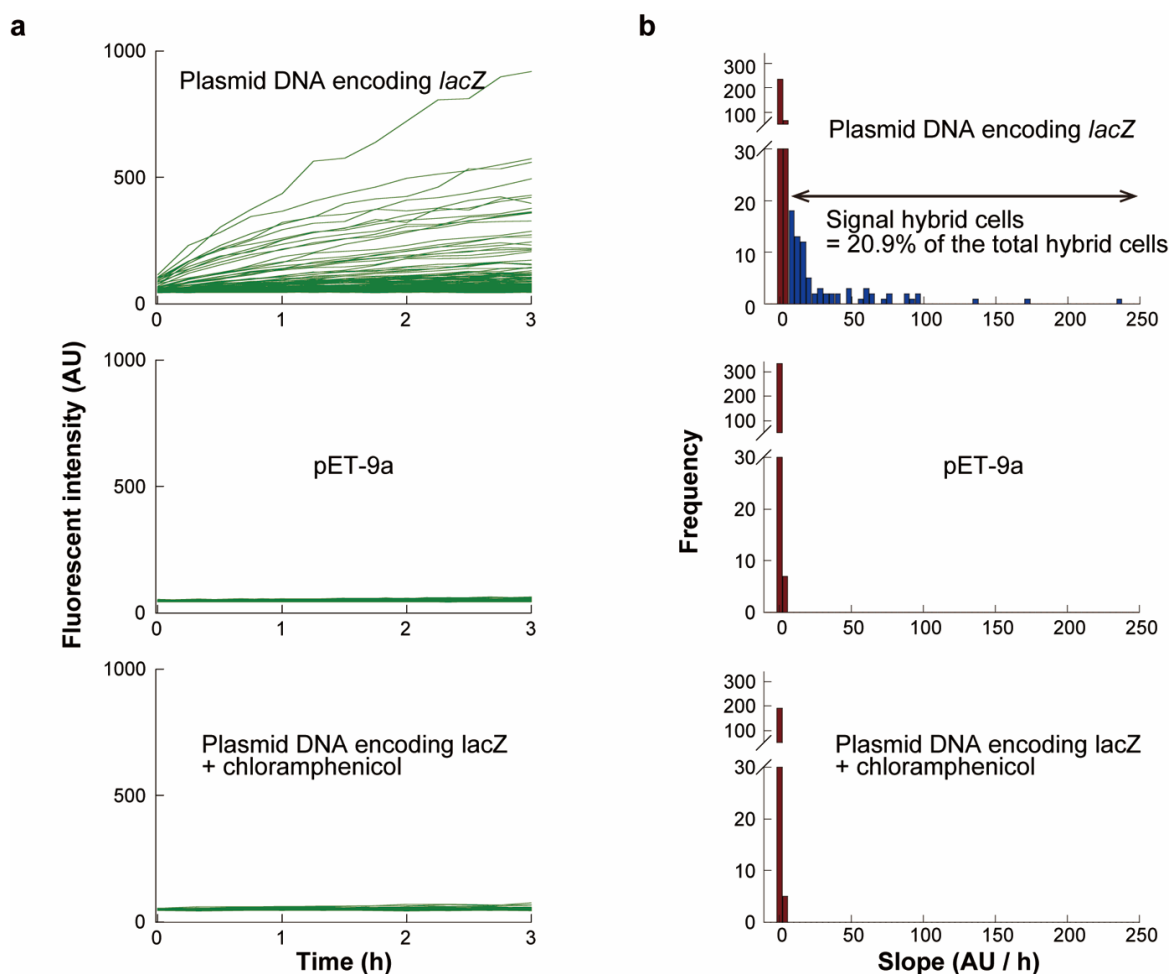 a
1000
Plasmid DNA encoding lacZ
500
0
0 1 2 3
1000
pET-9a
500
0
0 1 2 3
1000
Plasmid DNA encoding lacZ
+ chloramphenicol
500
0
0 1 2 3
Fluorescent intensity (AU)
Time (h)
b
300
200
100
Plasmid DNA encoding lacZ
30
20
Signal hybrid cells
= 20.9% of the total hybrid cells
10
0
0 50 100 150 200 250
300
200
100
30
pET-9a
20
10
0
0 50 100 150 200 250
300
200
100
Plasmid DNA encoding lacZ
+ chloramphenicol
30
20
10
0
0 50 100 150 200 250
Frequency
Slope (AU / h)